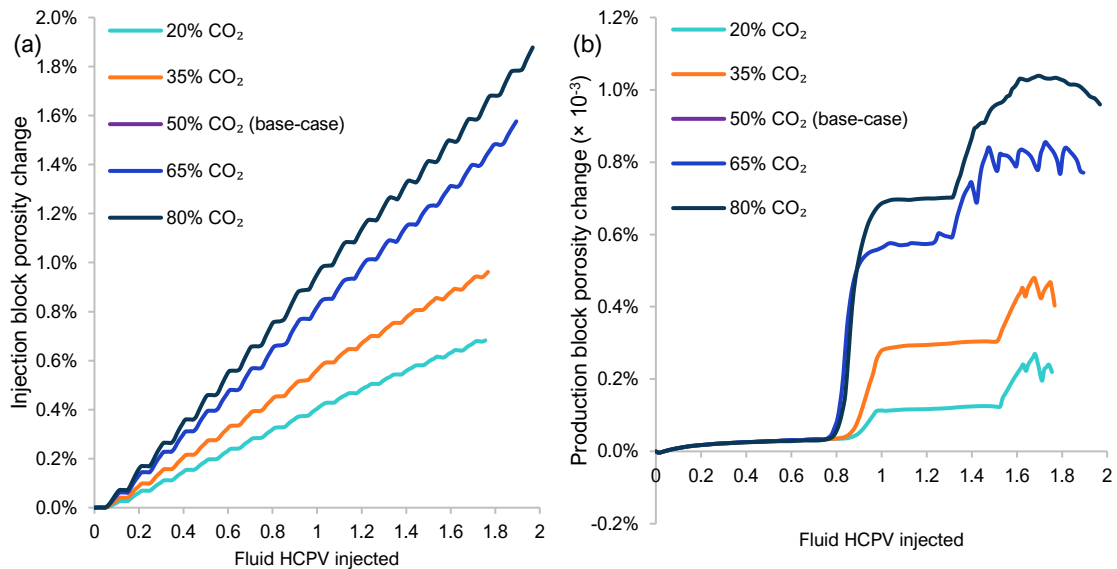 (a)
Injection block porosity change
2.0%
1.8%
1.6%
1.4%
1.2%
1.0%
0.8%
0.6%
0.4%
0.2%
0.0%
20% CO₂
35% CO₂
50% CO₂ (base-case)
65% CO₂
80% CO₂
0 0.2 0.4 0.6 0.8 1 1.2 1.4 1.6 1.8 2
Fluid HCPV injected
(b)
Production block porosity change (× 10⁻³)
1.2%
1.0%
0.8%
0.6%
0.4%
0.2%
0.0%
-0.2%
20% CO₂
35% CO₂
50% CO₂ (base-case)
65% CO₂
80% CO₂
0 0.2 0.4 0.6 0.8 1.0 1.2 1.4 1.6 1.8 2
Fluid HCPV injected